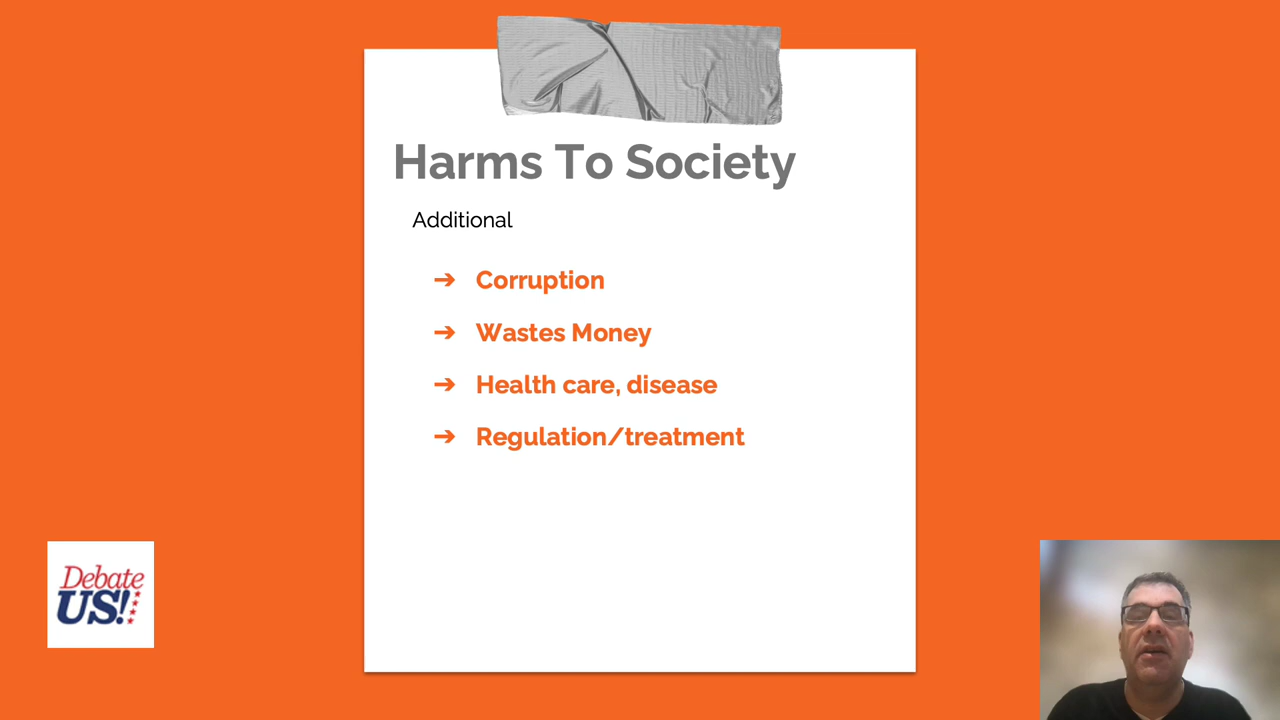 Harms To Society
Additional
➔ Corruption
➔ Wastes Money
➔ Health care, disease
➔ Regulation/treatment
Debate
US!